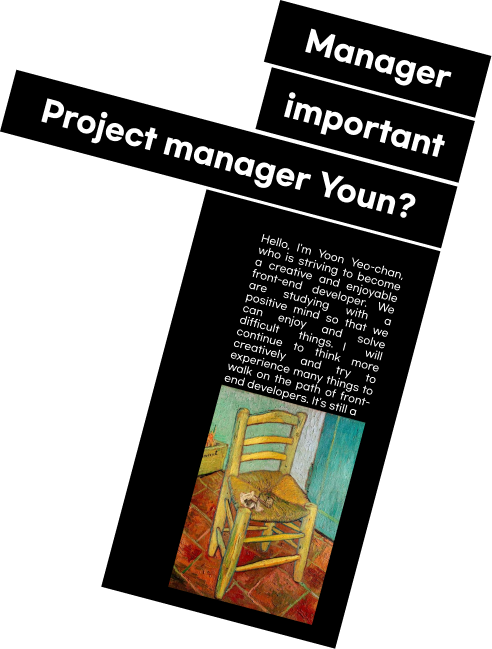 Manager
important
Project manager Youn?
Hello, I'm Yoon Yeo-chan,
who is striving to become
a creative and enjoyable
front-end developer. We
are studying with a
positive mind so that we
can enjoy and solve
difficult things. I will
continue to think more
creatively and try to
experience many things to
walk on the path of front-
end developers. It's still a